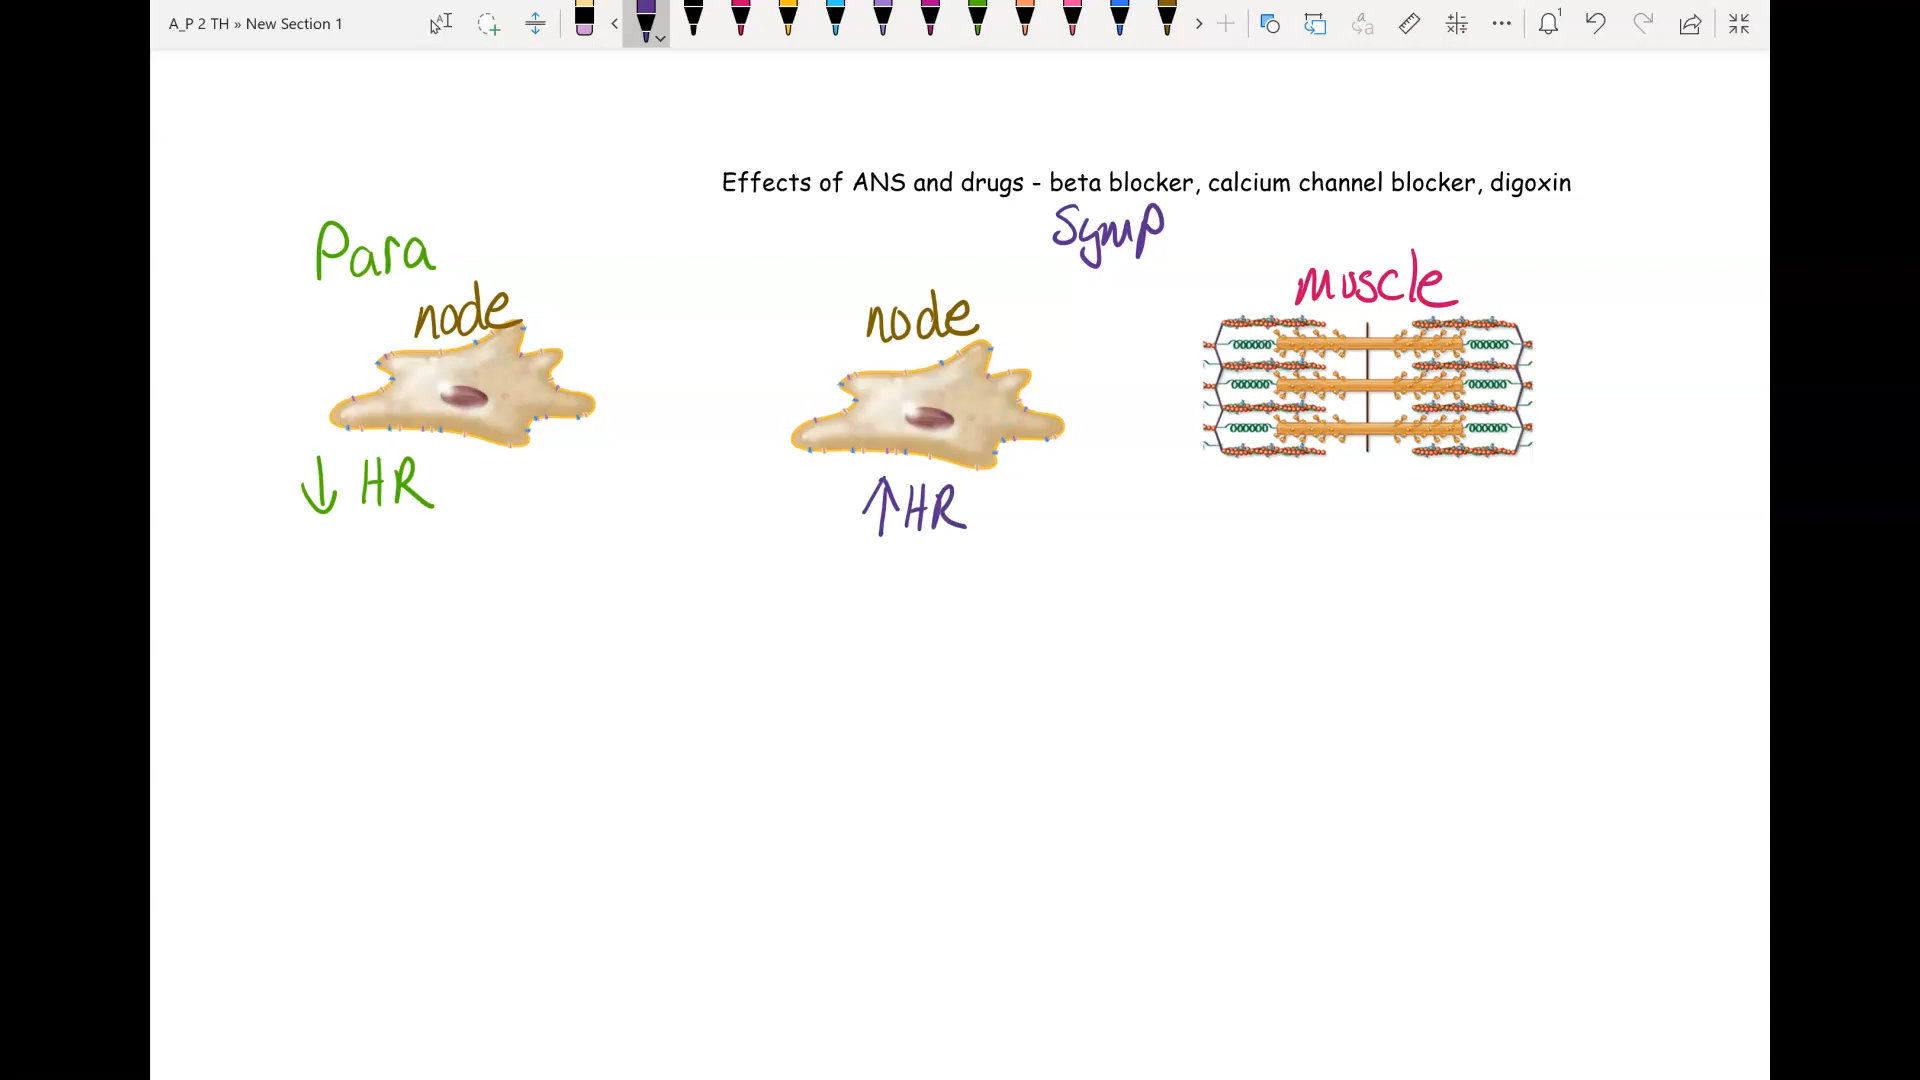 A_P 2 TH » New Section 1
1
Effects of ANS and drugs - beta blocker, calcium channel blocker, digoxin
Symp
Para
muscle
node
node
↓ HR
↑ HR